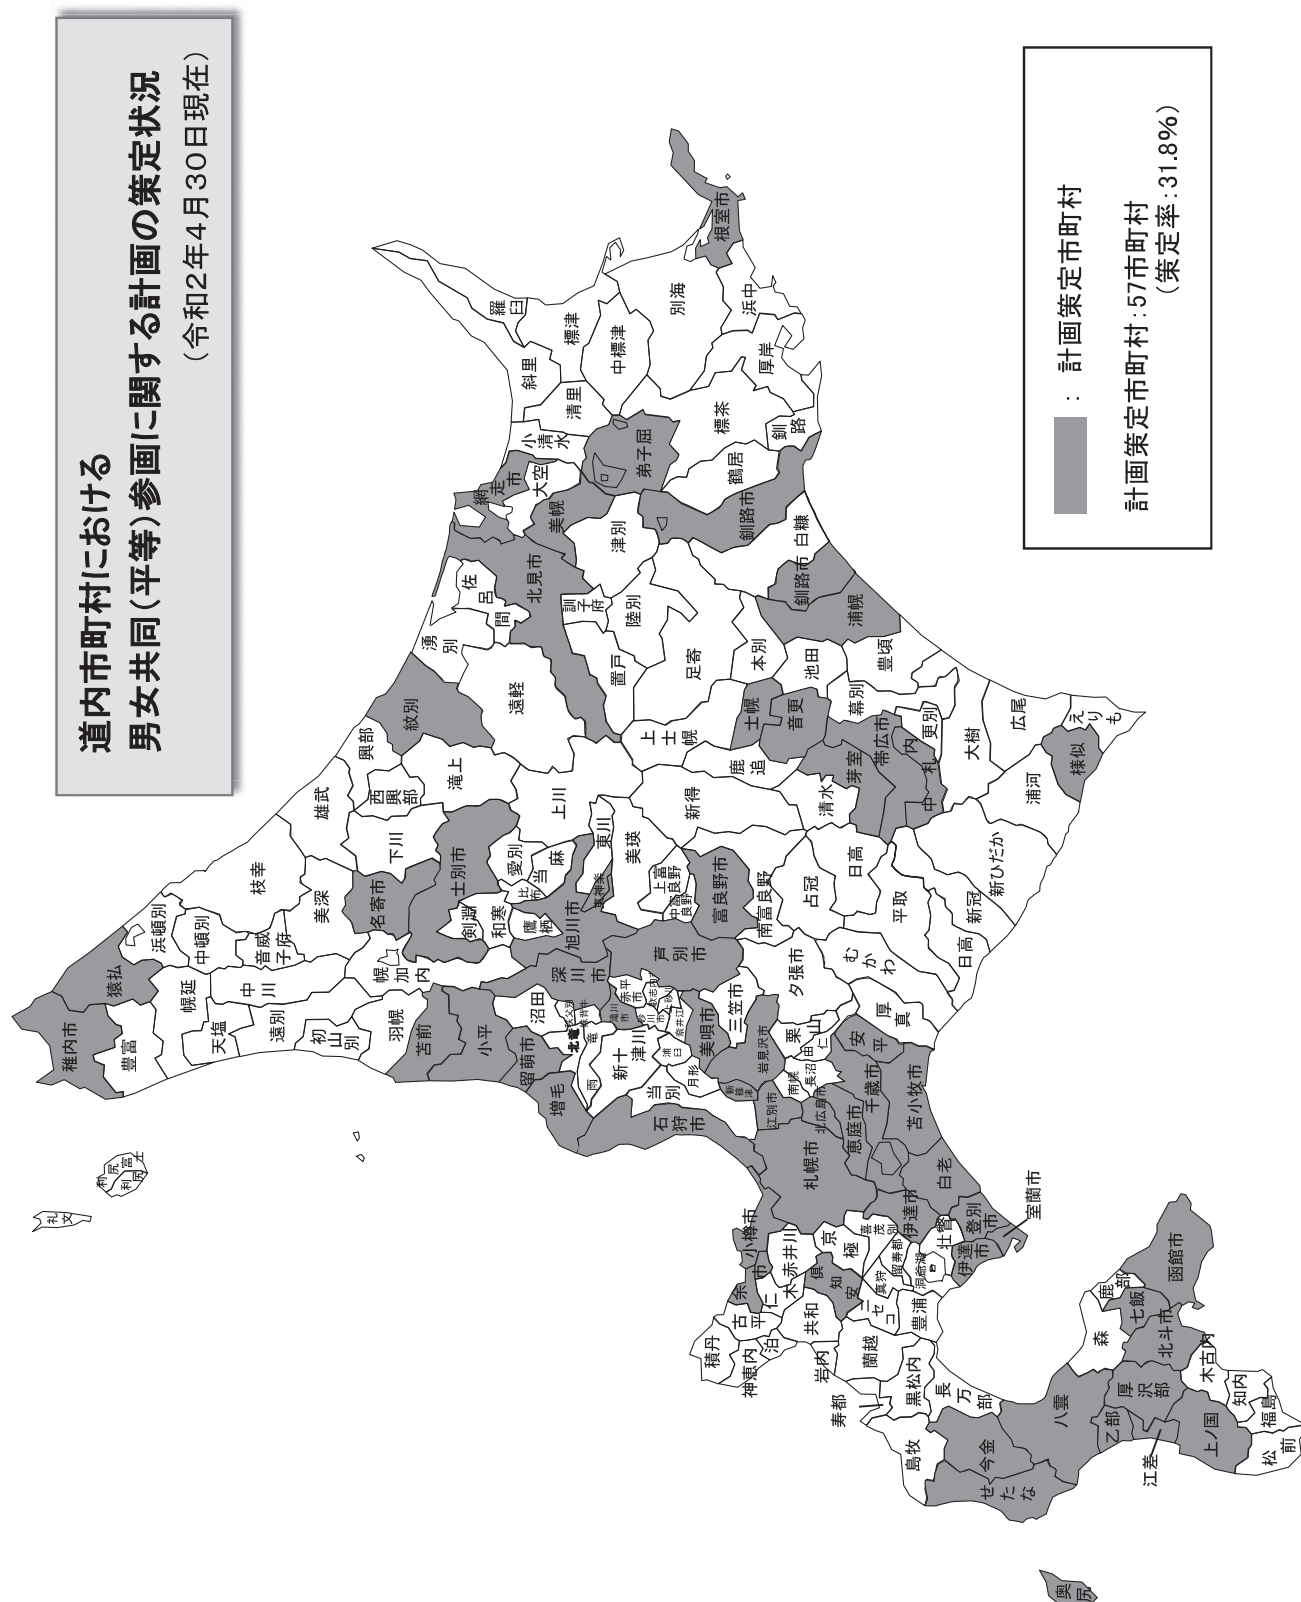 道内市町村における
男女共同(平等)参画に関する計画の策定状況
(令和2年4月30日現在)
: 計画策定市町村
計画策定市町村:57市町村
(策定率:31.8%)
稚内市
猿払
豊富
浜頓別
幌延
中頓別
枝幸
天塩
中川
音威子府
遠別
美深
雄武
初山別
幌加内
名寄市
下川
西興部
興部
紋別
羽幌
苫前
小平
士別市
滝上
遠軽
湧別
佐呂間
北見市
網走市
大空
小清水
斜里
羅臼
標津
清里
中標津
別海
根室市
浜中
厚岸
標茶
釧路
弟子屈
鶴居
釧路市
白糠
釧路市
美幌
津別
訓子府
置戸
陸別
足寄
本別
浦幌
池田
豊頃
幕別
音更
士幌
上士幌
鹿追
新得
清水
芽室
帯広市
中札内
更別
大樹
広尾
えりも
様似
浦河
新ひだか
新冠
日高
平取
日高
占冠
むかわ
厚真
夕張市
南富良野
富良野市
中富良野
上富良野
美瑛
東川
東神楽
上川
愛別
当麻
比布
鷹栖
旭川市
和寒
剣淵
深川市
芦別市
赤平市
歌志内市
上砂川
砂川市
奈井江
滝川市
妹背牛
秩父別
沼田
北竜
雨竜
留萌市
増毛
新十津川
浦臼
美唄市
三笠市
岩見沢市
月形
当別
石狩市
新篠津
江別市
南幌
長沼
由仁
栗山
安平
千歳市
北広島市
恵庭市
苫小牧市
札幌市
白老
伊達市
登別市
室蘭市
伊達市
壮瞥
洞爺湖
豊浦
留寿都
喜茂別
真狩
京極
倶知安
ニセコ
小樽市
赤井川
余市
仁木
古平
積丹
神恵内
泊
共和
岩内
蘭越
寿都
黒松内
島牧
長万部
今金
せたな
八雲
森
鹿部
七飯
函館市
北斗市
厚沢部
乙部
江差
上ノ国
木古内
知内
福島
松前
奥尻
礼文
利尻
利尻富士